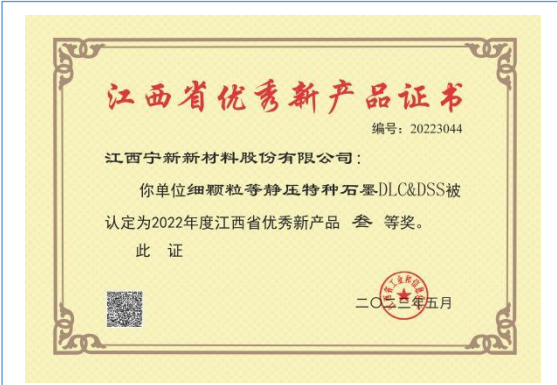 江西省优秀新产品证书
编号：20223044
江西宁新新材料股份有限公司：
你单位细颗粒等静压特种石墨DLC&DSS被
认定为2022年度江西省优秀新产品 叁 等奖。
此 证
二〇二三年五月